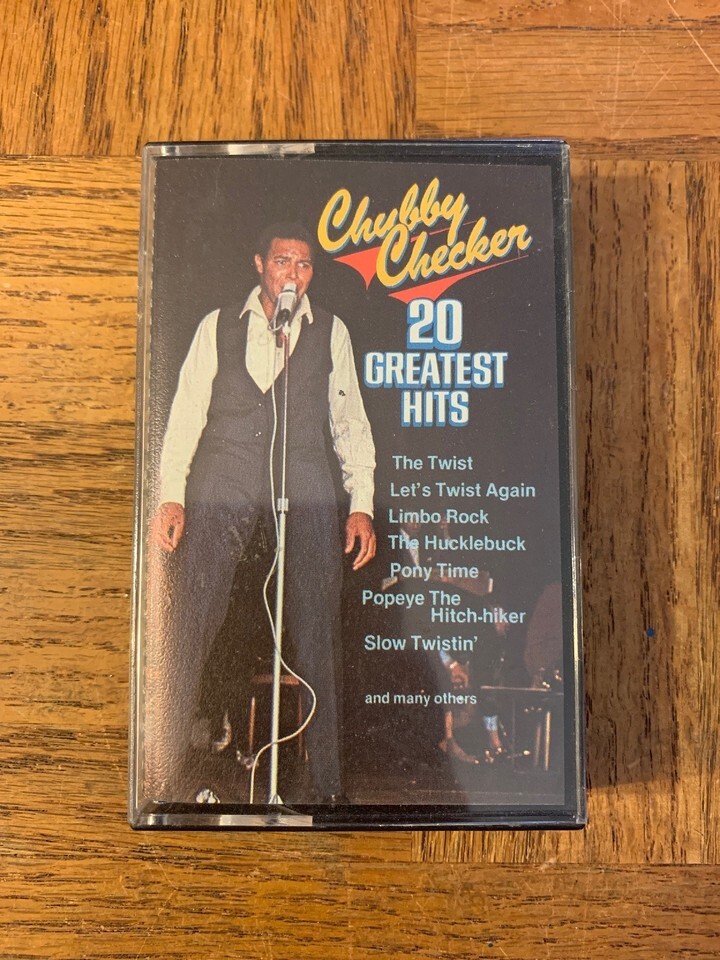 Chubby
Checker
20
GREATEST
HITS
The Twist
Let's Twist Again
Limbo Rock
The Hucklebuck
Pony Time
Popeye The
Hitch-hiker
Slow Twistin'
and many others